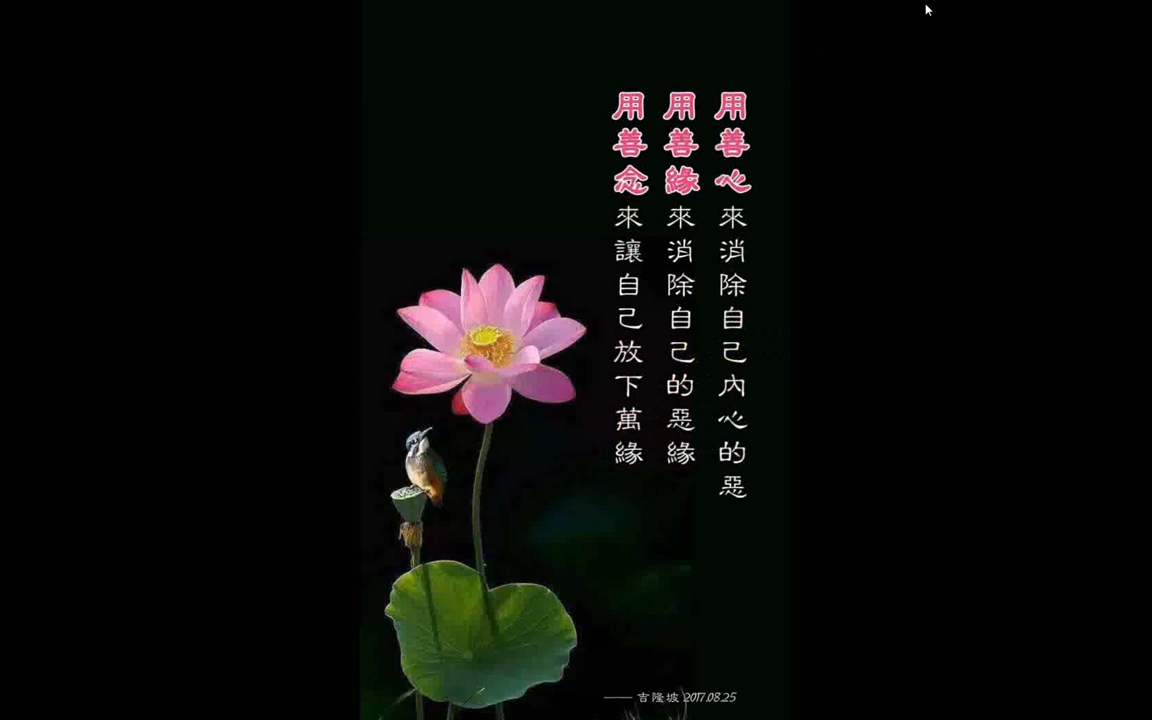 用善心來消除自己內心的惡
用善緣來消除自己的惡緣
用善念來讓自己放下萬緣
—— 吉隆坡 2017.08.25